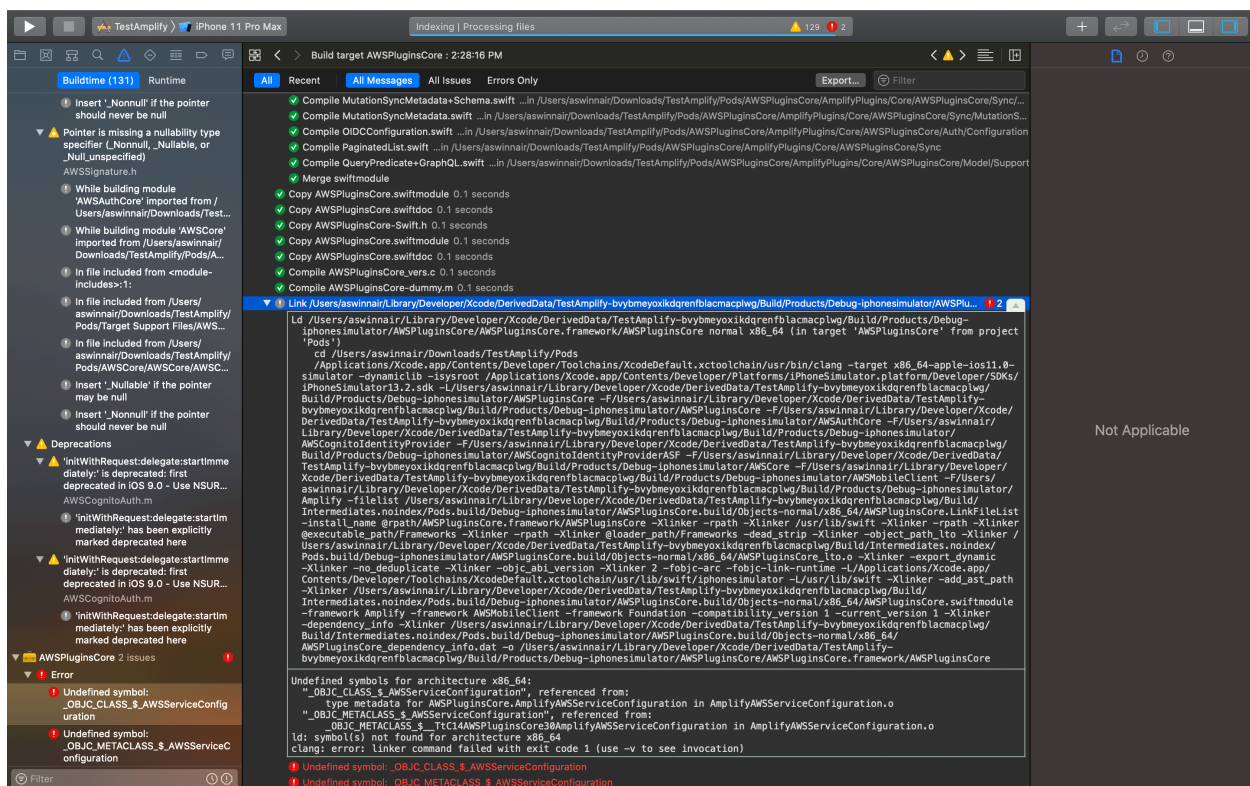 TestAmplify
iPhone 11 Pro Max
Indexing | Processing files
129
2
Build target AWSPluginsCore : 2:28:16 PM
Buildtime (131)
Runtime
All
Recent
All Messages
All Issues
Errors Only
Export...
Filter
Insert '_Nonnull' if the pointer
should never be null
Pointer is missing a nullability type
specifier (_Nonnull, _Nullable, or
_Null_unspecified)
AWSSignature.h
While building module
'AWSAuthCore' imported from /
Users/aswinnair/Downloads/Test...
While building module 'AWSCore'
imported from /Users/aswinnair/
Downloads/TestAmplify/Pods/A...
In file included from <module-
includes>:1:
In file included from /Users/
aswinnair/Downloads/TestAmplify/
Pods/Target Support Files/AWS...
In file included from /Users/
aswinnair/Downloads/TestAmplify/
Pods/AWSCore/AWSCore/AWSC...
Insert '_Nullable' if the pointer
may be null
Insert '_Nonnull' if the pointer
should never be null
Deprecations
'initWithRequest:delegate:startImme
diately:' is deprecated: first
deprecated in iOS 9.0 - Use NSUR...
AWSCognitoAuth.m
'initWithRequest:delegate:startIm
mediately:' has been explicitly
marked deprecated here
'initWithRequest:delegate:startImme
diately:' is deprecated: first
deprecated in iOS 9.0 - Use NSUR...
AWSCognitoAuth.m
'initWithRequest:delegate:startIm
mediately:' has been explicitly
marked deprecated here
AWSPluginsCore 2 issues
Error
Undefined symbol:
_OBJC_CLASS_$_AWSServiceConfig
uration
Undefined symbol:
_OBJC_METACLASS_$_AWSServiceC
onfiguration
Filter
Compile MutationSyncMetadata+Schema.swift ...in /Users/aswinnair/Downloads/TestAmplify/Pods/AWSPluginsCore/AmplifyPlugins/Core/AWSPluginsCore/Sync/...
Compile MutationSyncMetadata.swift ...in /Users/aswinnair/Downloads/TestAmplify/Pods/AWSPluginsCore/AmplifyPlugins/Core/AWSPluginsCore/Sync/MutationS...
Compile OIDCConfiguration.swift ...in /Users/aswinnair/Downloads/TestAmplify/Pods/AWSPluginsCore/AmplifyPlugins/Core/AWSPluginsCore/Auth/Configuration
Compile PaginatedList.swift ...in /Users/aswinnair/Downloads/TestAmplify/Pods/AWSPluginsCore/AmplifyPlugins/Core/AWSPluginsCore/Sync
Compile QueryPredicate+GraphQL.swift ...in /Users/aswinnair/Downloads/TestAmplify/Pods/AWSPluginsCore/AmplifyPlugins/Core/AWSPluginsCore/Model/Support
Merge swiftmodule
Copy AWSPluginsCore.swiftmodule 0.1 seconds
Copy AWSPluginsCore.swiftdoc 0.1 seconds
Copy AWSPluginsCore-Swift.h 0.1 seconds
Copy AWSPluginsCore.swiftmodule 0.1 seconds
Copy AWSPluginsCore.swiftdoc 0.1 seconds
Compile AWSPluginsCore_vers.c 0.1 seconds
Compile AWSPluginsCore-dummy.m 0.1 seconds
Link /Users/aswinnair/Library/Developer/Xcode/DerivedData/TestAmplify-bvybmeyoxikdqrenfblacmacplwg/Build/Products/Debug-iphonesimulator/AWSPlu... 2
Ld /Users/aswinnair/Library/Developer/Xcode/DerivedData/TestAmplify-bvybmeyoxikdqrenfblacmacplwg/Build/Products/Debug-
iphonesimulator/AWSPluginsCore/AWSPluginsCore.framework/AWSPluginsCore normal x86_64 (in target 'AWSPluginsCore' from project
'Pods')
cd /Users/aswinnair/Downloads/TestAmplify/Pods
/Applications/Xcode.app/Contents/Developer/Toolchains/XcodeDefault.xctoolchain/usr/bin/clang -target x86_64-apple-ios11.0-
simulator -dynamiclib -isysroot /Applications/Xcode.app/Contents/Developer/Platforms/iPhoneSimulator.platform/Developer/SDKs/
iPhoneSimulator13.2.sdk -L/Users/aswinnair/Library/Developer/Xcode/DerivedData/TestAmplify-bvybmeyoxikdqrenfblacmacplwg/
Build/Products/Debug-iphonesimulator/AWSPluginsCore -F/Users/aswinnair/Library/Developer/Xcode/DerivedData/TestAmplify-
bvybmeyoxikdqrenfblacmacplwg/Build/Products/Debug-iphonesimulator/AWSPluginsCore -F/Users/aswinnair/Library/Developer/Xcode/
DerivedData/TestAmplify-bvybmeyoxikdqrenfblacmacplwg/Build/Products/Debug-iphonesimulator/AWSAuthCore -F/Users/aswinnair/
Library/Developer/Xcode/DerivedData/TestAmplify-bvybmeyoxikdqrenfblacmacplwg/Build/Products/Debug-iphonesimulator/
AWSCognitoIdentityProvider -F/Users/aswinnair/Library/Developer/Xcode/DerivedData/TestAmplify-bvybmeyoxikdqrenfblacmacplwg/
Build/Products/Debug-iphonesimulator/AWSCognitoIdentityProviderASF -F/Users/aswinnair/Library/Developer/Xcode/DerivedData/
TestAmplify-bvybmeyoxikdqrenfblacmacplwg/Build/Products/Debug-iphonesimulator/AWSCore -F/Users/aswinnair/Library/Developer/
Xcode/DerivedData/TestAmplify-bvybmeyoxikdqrenfblacmacplwg/Build/Products/Debug-iphonesimulator/AWSMobileClient -F/Users/
aswinnair/Library/Developer/Xcode/DerivedData/TestAmplify-bvybmeyoxikdqrenfblacmacplwg/Build/Products/Debug-iphonesimulator/
Amplify -filelist /Users/aswinnair/Library/Developer/Xcode/DerivedData/TestAmplify-bvybmeyoxikdqrenfblacmacplwg/Build/
Intermediates.noindex/Pods.build/Debug-iphonesimulator/AWSPluginsCore.build/Objects-normal/x86_64/AWSPluginsCore.LinkFileList
-install_name @rpath/AWSPluginsCore.framework/AWSPluginsCore -Xlinker -rpath -Xlinker /usr/lib/swift -Xlinker -rpath -Xlinker
@executable_path/Frameworks -Xlinker -rpath -Xlinker @loader_path/Frameworks -dead_strip -Xlinker -object_path_lto -Xlinker /
Users/aswinnair/Library/Developer/Xcode/DerivedData/TestAmplify-bvybmeyoxikdqrenfblacmacplwg/Build/Intermediates.noindex/
Pods.build/Debug-iphonesimulator/AWSPluginsCore.build/Objects-normal/x86_64/AWSPluginsCore_lto.o -Xlinker -export_dynamic
-Xlinker -no_deduplicate -Xlinker -objc_abi_version -Xlinker 2 -fobjc-arc -fobjc-link-runtime -L/Applications/Xcode.app/
Contents/Developer/Toolchains/XcodeDefault.xctoolchain/usr/lib/swift/iphonesimulator -L/usr/lib/swift -Xlinker -add_ast_path
-Xlinker /Users/aswinnair/Library/Developer/Xcode/DerivedData/TestAmplify-bvybmeyoxikdqrenfblacmacplwg/Build/
Intermediates.noindex/Pods.build/Debug-iphonesimulator/AWSPluginsCore.build/Objects-normal/x86_64/AWSPluginsCore.swiftmodule
-framework Amplify -framework AWSMobileClient -framework Foundation -compatibility_version 1 -current_version 1 -Xlinker
-dependency_info -Xlinker /Users/aswinnair/Library/Developer/Xcode/DerivedData/TestAmplify-bvybmeyoxikdqrenfblacmacplwg/
Build/Intermediates.noindex/Pods.build/Debug-iphonesimulator/AWSPluginsCore.build/Objects-normal/x86_64/
AWSPluginsCore_dependency_info.dat -o /Users/aswinnair/Library/Developer/Xcode/DerivedData/TestAmplify-
bvybmeyoxikdqrenfblacmacplwg/Build/Products/Debug-iphonesimulator/AWSPluginsCore/AWSPluginsCore.framework/AWSPluginsCore
Undefined symbols for architecture x86_64:
"_OBJC_CLASS_$_AWSServiceConfiguration", referenced from:
type metadata for AWSPluginsCore.AmplifyAWSServiceConfiguration in AmplifyAWSServiceConfiguration.o
"_OBJC_METACLASS_$_AWSServiceConfiguration", referenced from:
_OBJC_METACLASS_$__TtC14AWSPluginsCore30AmplifyAWSServiceConfiguration in AmplifyAWSServiceConfiguration.o
ld: symbol(s) not found for architecture x86_64
clang: error: linker command failed with exit code 1 (use -v to see invocation)
Undefined symbol: _OBJC_CLASS_$_AWSServiceConfiguration
Undefined symbol: _OBJC_METACLASS_$_AWSServiceConfiguration
Not Applicable